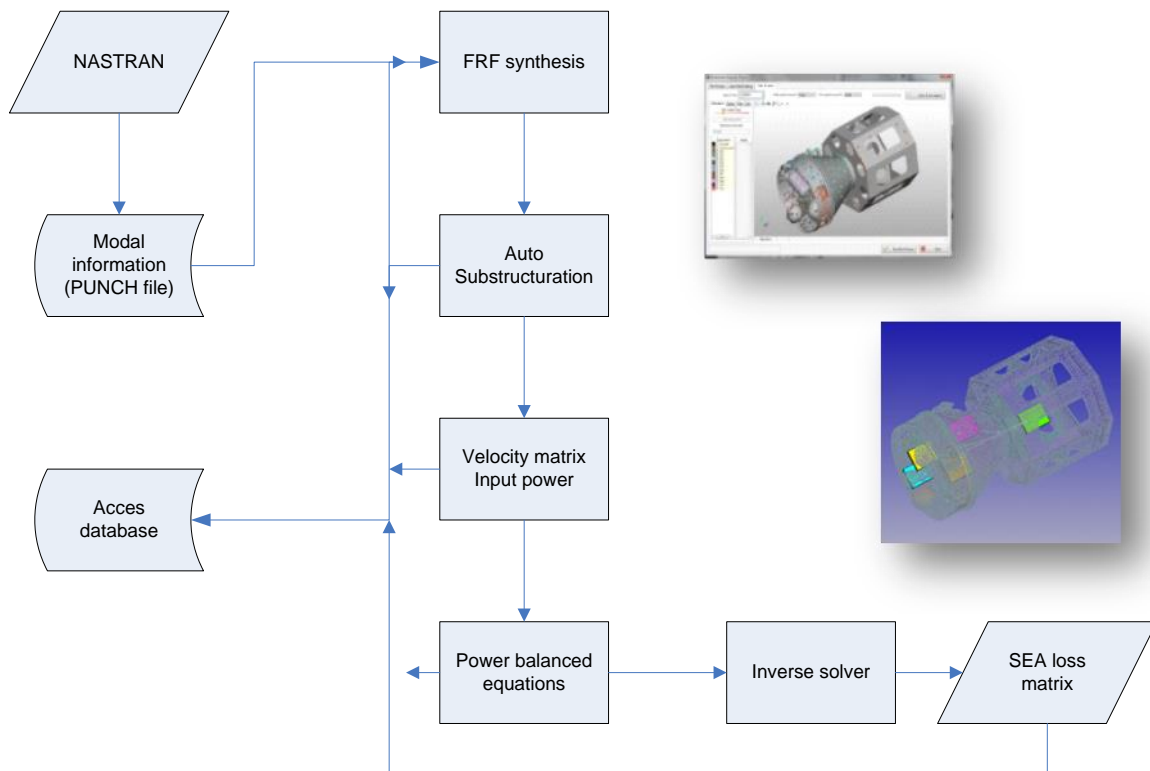 NASTRAN
FRF synthesis
Modal
information
(PUNCH file)
Auto
Substructuration
Velocity matrix
Input power
Acces
database
Power balanced
equations
Inverse solver
SEA loss
matrix